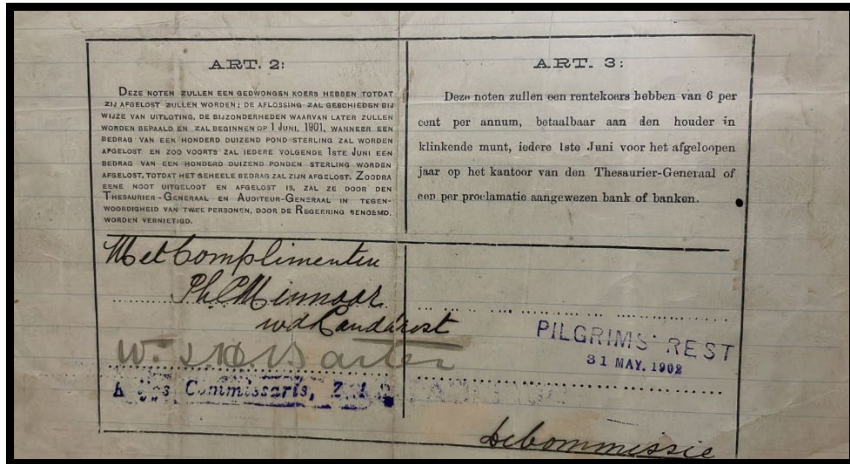 ART. 2:
DEZE NOTEN ZULLEN EEN GEDWONGEN KOERS HEBBEN TOTDAT
ZIJ AFGELOST ZULLEN WORDEN; DE AFLOSSING ZAL GESCHIEDEN BIJ
WIJZE VAN UITLOTING, DE BIJZONDERHEDEN WAARVAN LATER ZULLEN
WORDEN BEPAALD EN ZAL BEGINNEN OP 1 JUNI, 1901, WANNEER EEN
BEDRAG VAN EEN HONDERD DUIZEND POND STERLING ZAL WORDEN
AFGELOST EN ZOO VOORTS ZAL IEDERE VOLGENDE 1STE JUNI EEN
BEDRAG VAN EEN HONDERD DUIZEND PONDEN STERLING WORDEN
AFGELOST, TOTDAT HET GEHEELE BEDRAG ZAL ZIJN AFGELOST. ZOODRA
EENE NOOT UITGELOOT EN AFGELOST IS, ZAL ZE DOOR DEN
THESAURIER-GENERAAL EN AUDITEUR-GENERAAL IN TEGEN-
WOORDIGHEID VAN TWEE PERSONEN, DOOR DE REGEERING BENOEMD,
WORDEN VERNIETIGD.
ART. 3:
Deze noten zullen een rentekoers hebben van 6 per
cent per annum, betaalbaar aan den houder in
klinkende munt, iedere 1ste Juni voor het afgeloopen
jaar op het kantoor van den Thesaurier-Generaal of
een per proclamatie aangewezen bank of banken.
Met Complimenten
Ph C Minnaar
wd Landdrost
Commissaris, Z.A.
PILGRIMS' REST
31 MAY. 1902
de Commissie